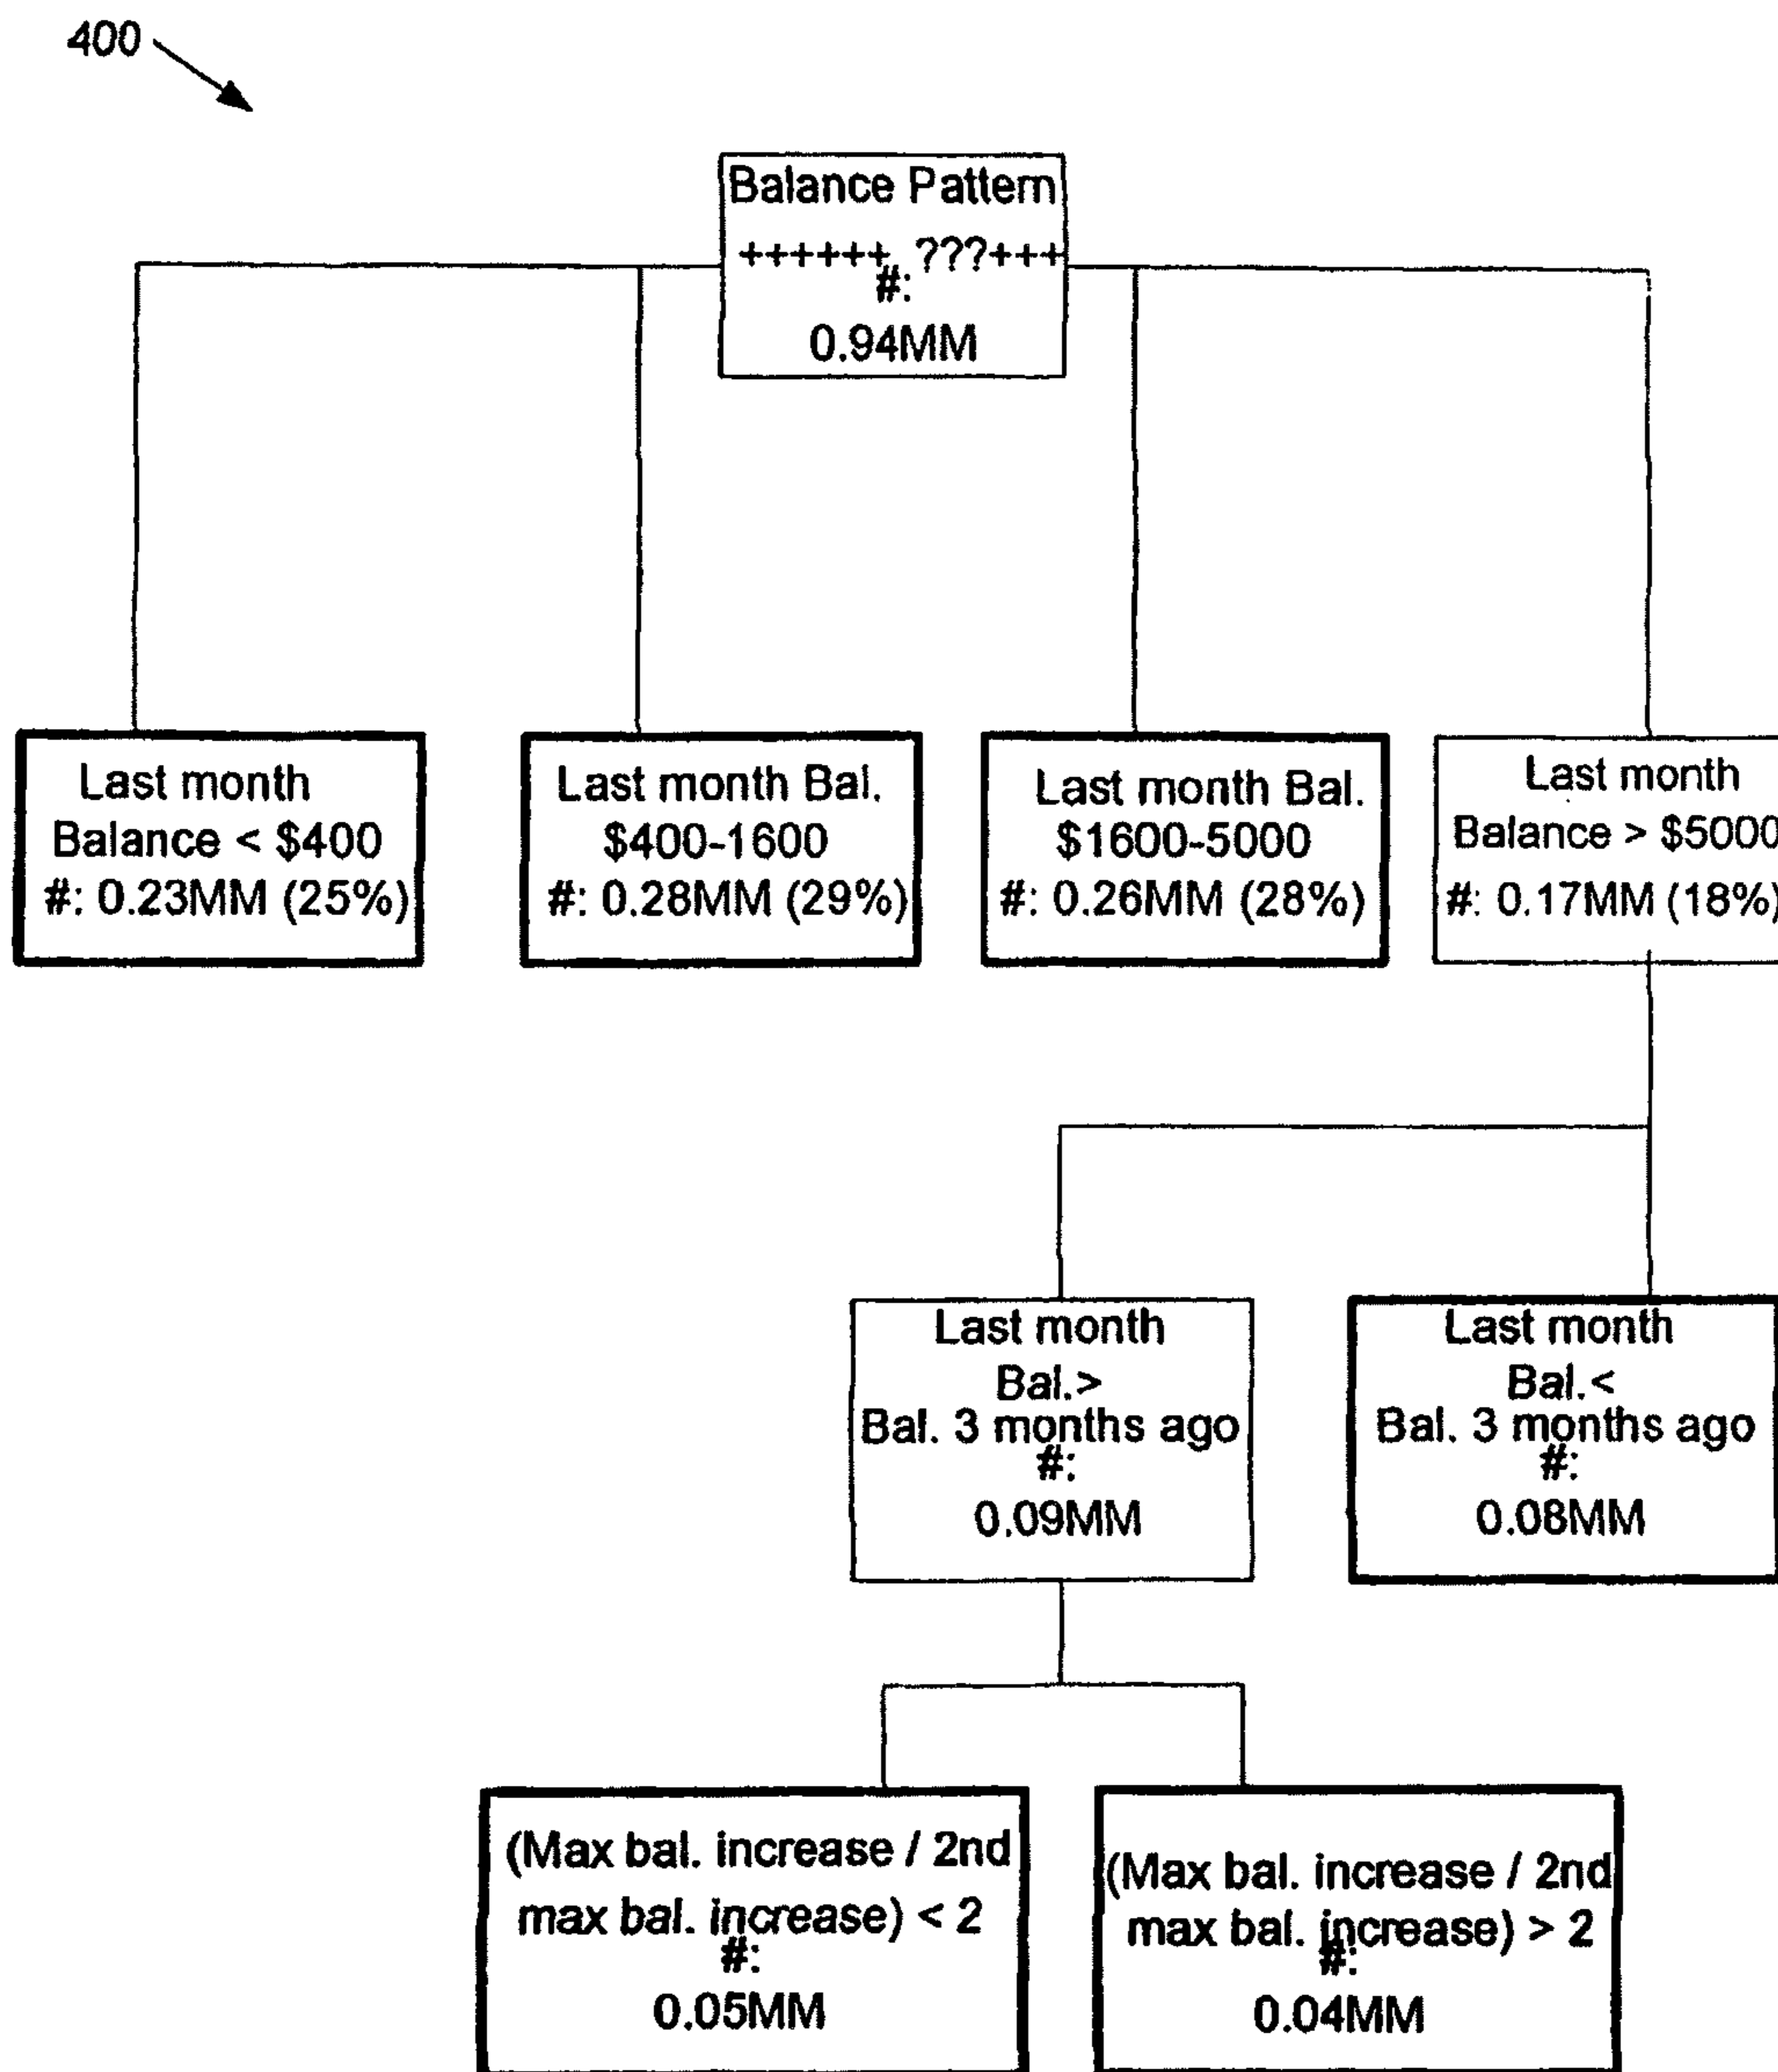 400
Balance Pattern
++++++, ???+++
#:
0.94MM
Last month
Balance < $400
#: 0.23MM (25%)
Last month Bal.
$400-1600
#: 0.28MM (29%)
Last month Bal.
$1600-5000
#: 0.26MM (28%)
Last month
Balance > $5000
#: 0.17MM (18%)
Last month
Bal.>
Bal. 3 months ago
#:
0.09MM
Last month
Bal.<
Bal. 3 months ago
#:
0.08MM
(Max bal. increase / 2nd
max bal. increase) < 2
#:
0.05MM
(Max bal. increase / 2nd
max bal. increase) > 2
#:
0.04MM